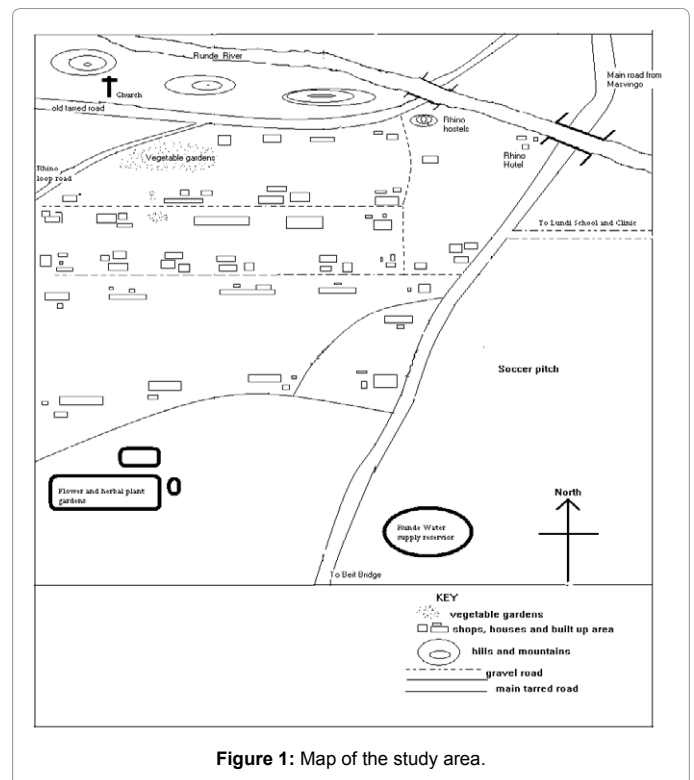 Runde River
Church
old tarred road
Main road from
Masvingo
Rhino
hostels
Rhino
Hotel
Vegetable gardens
Rhino
loop road
To Lundi School and Clinic
Soccer pitch
Flower and herbal plant
gardens
Runde Water
supply reservior
North
To Beit Bridge
KEY
vegetable gardens
shops, houses and built up area
hills and mountains
gravel road
main tarred road
Figure 1: Map of the study area.